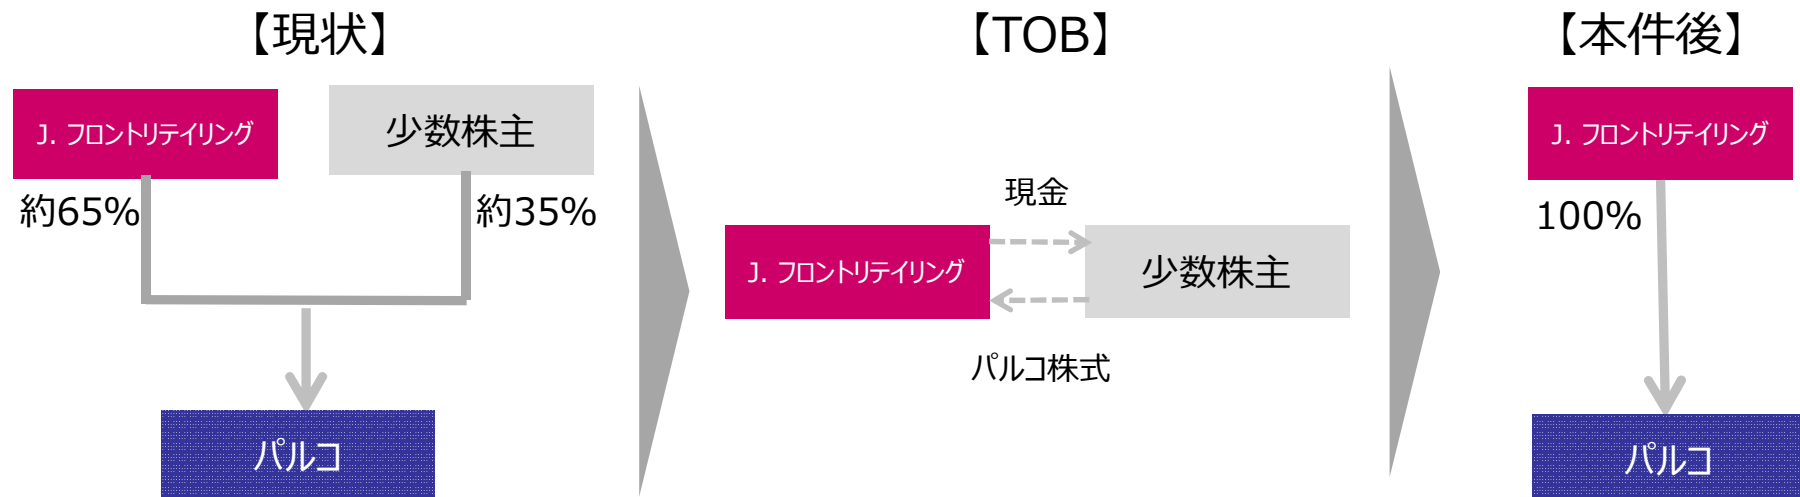 【現状】
J. フロントリテイリング
少数株主
約65%
約35%
パルコ
【TOB】
現金
J. フロントリテイリング
少数株主
パルコ株式
【本件後】
J. フロントリテイリング
100%
パルコ